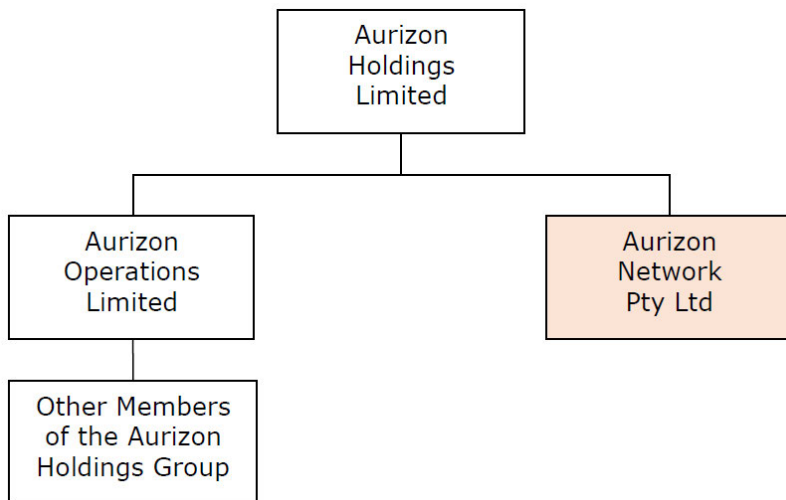 Aurizon
Holdings
Limited
Aurizon
Operations
Limited
Aurizon
Network
Pty Ltd
Other Members
of the Aurizon
Holdings Group